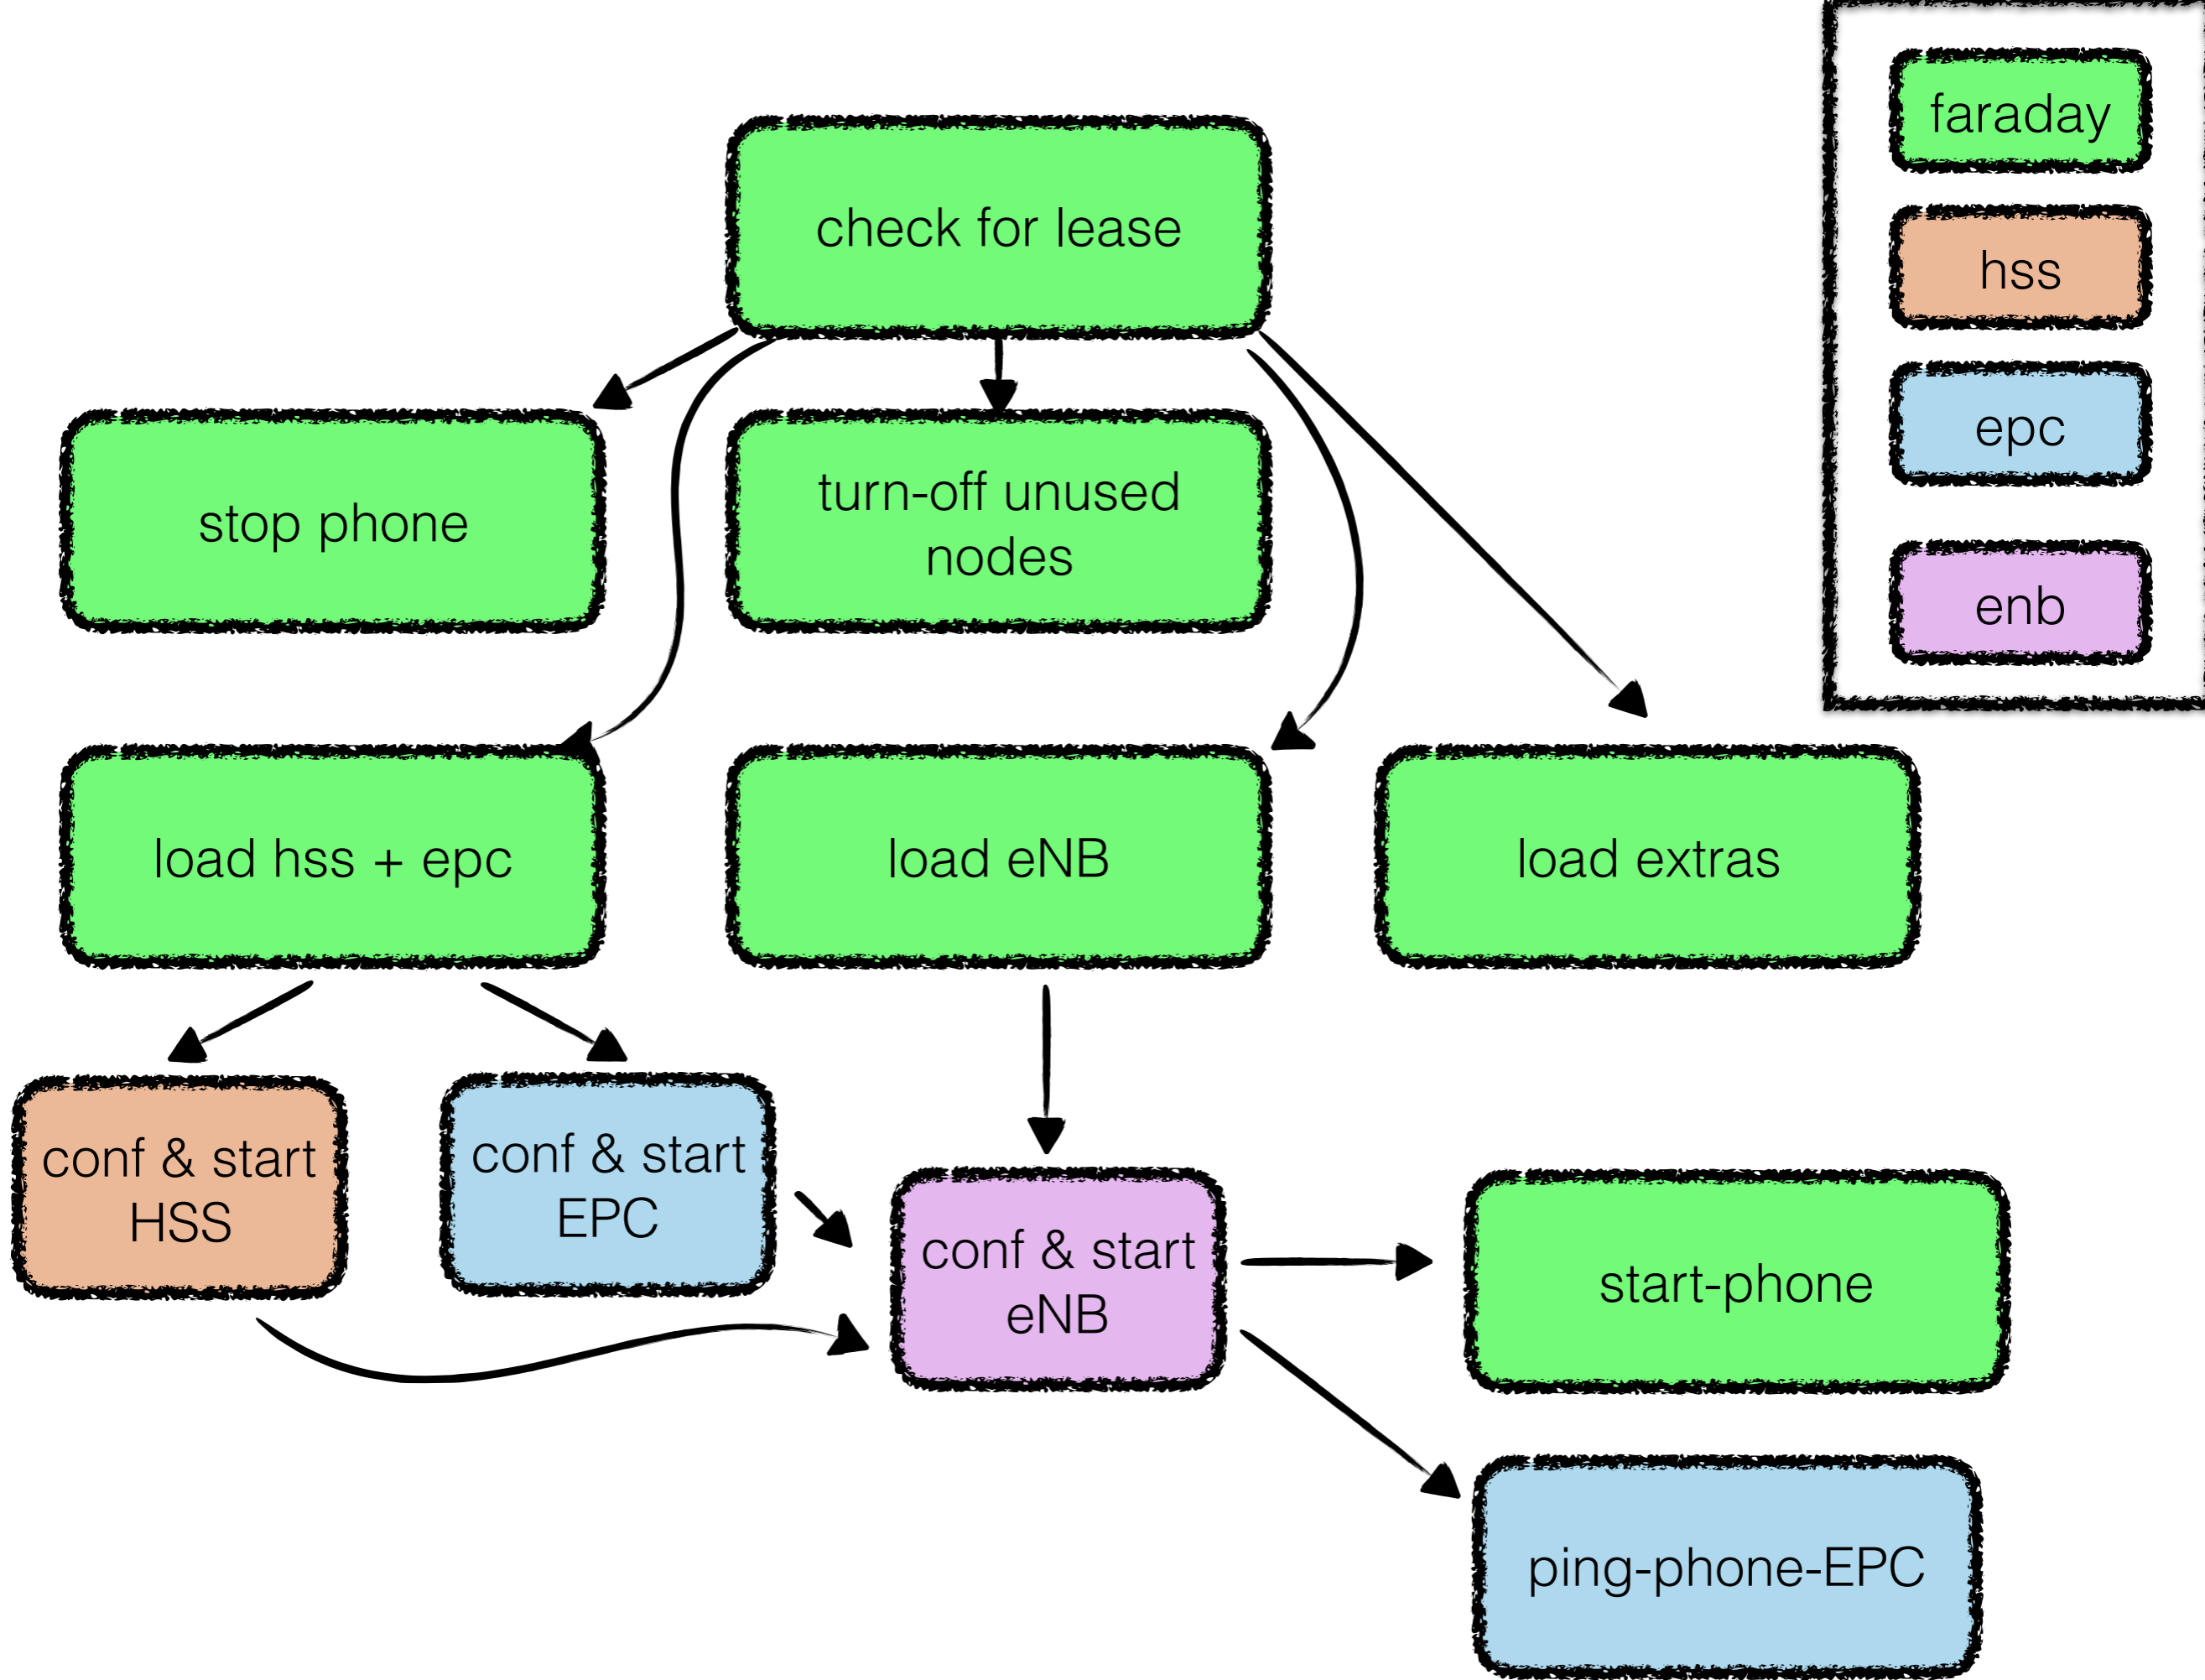 faraday
check for lease
hss
epc
turn-off unused
nodes
stop phone
enb
load hss + epc
load eNB
load extras
conf & start
HSS
conf & start
EPC
conf & start
eNB
start-phone
ping-phone-EPC